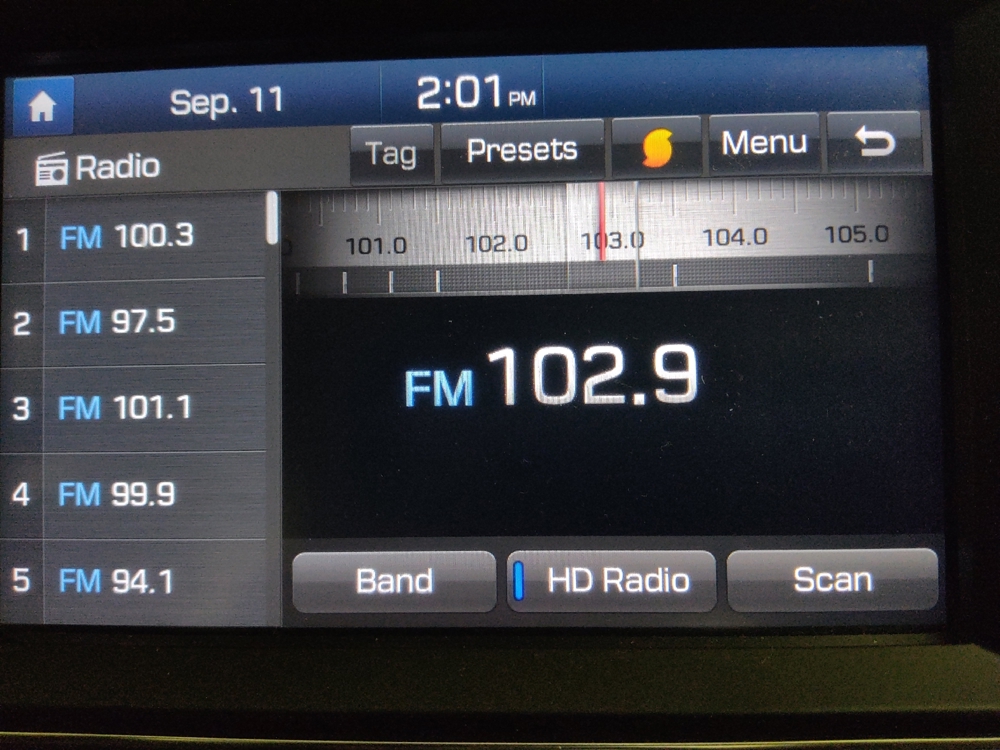 Sep. 11 2:01 PM
Radio Tag Presets Menu
1 FM 100.3
2 FM 97.5
3 FM 101.1
4 FM 99.9
5 FM 94.1
101.0 102.0 103.0 104.0 105.0
FM 102.9
Band HD Radio Scan